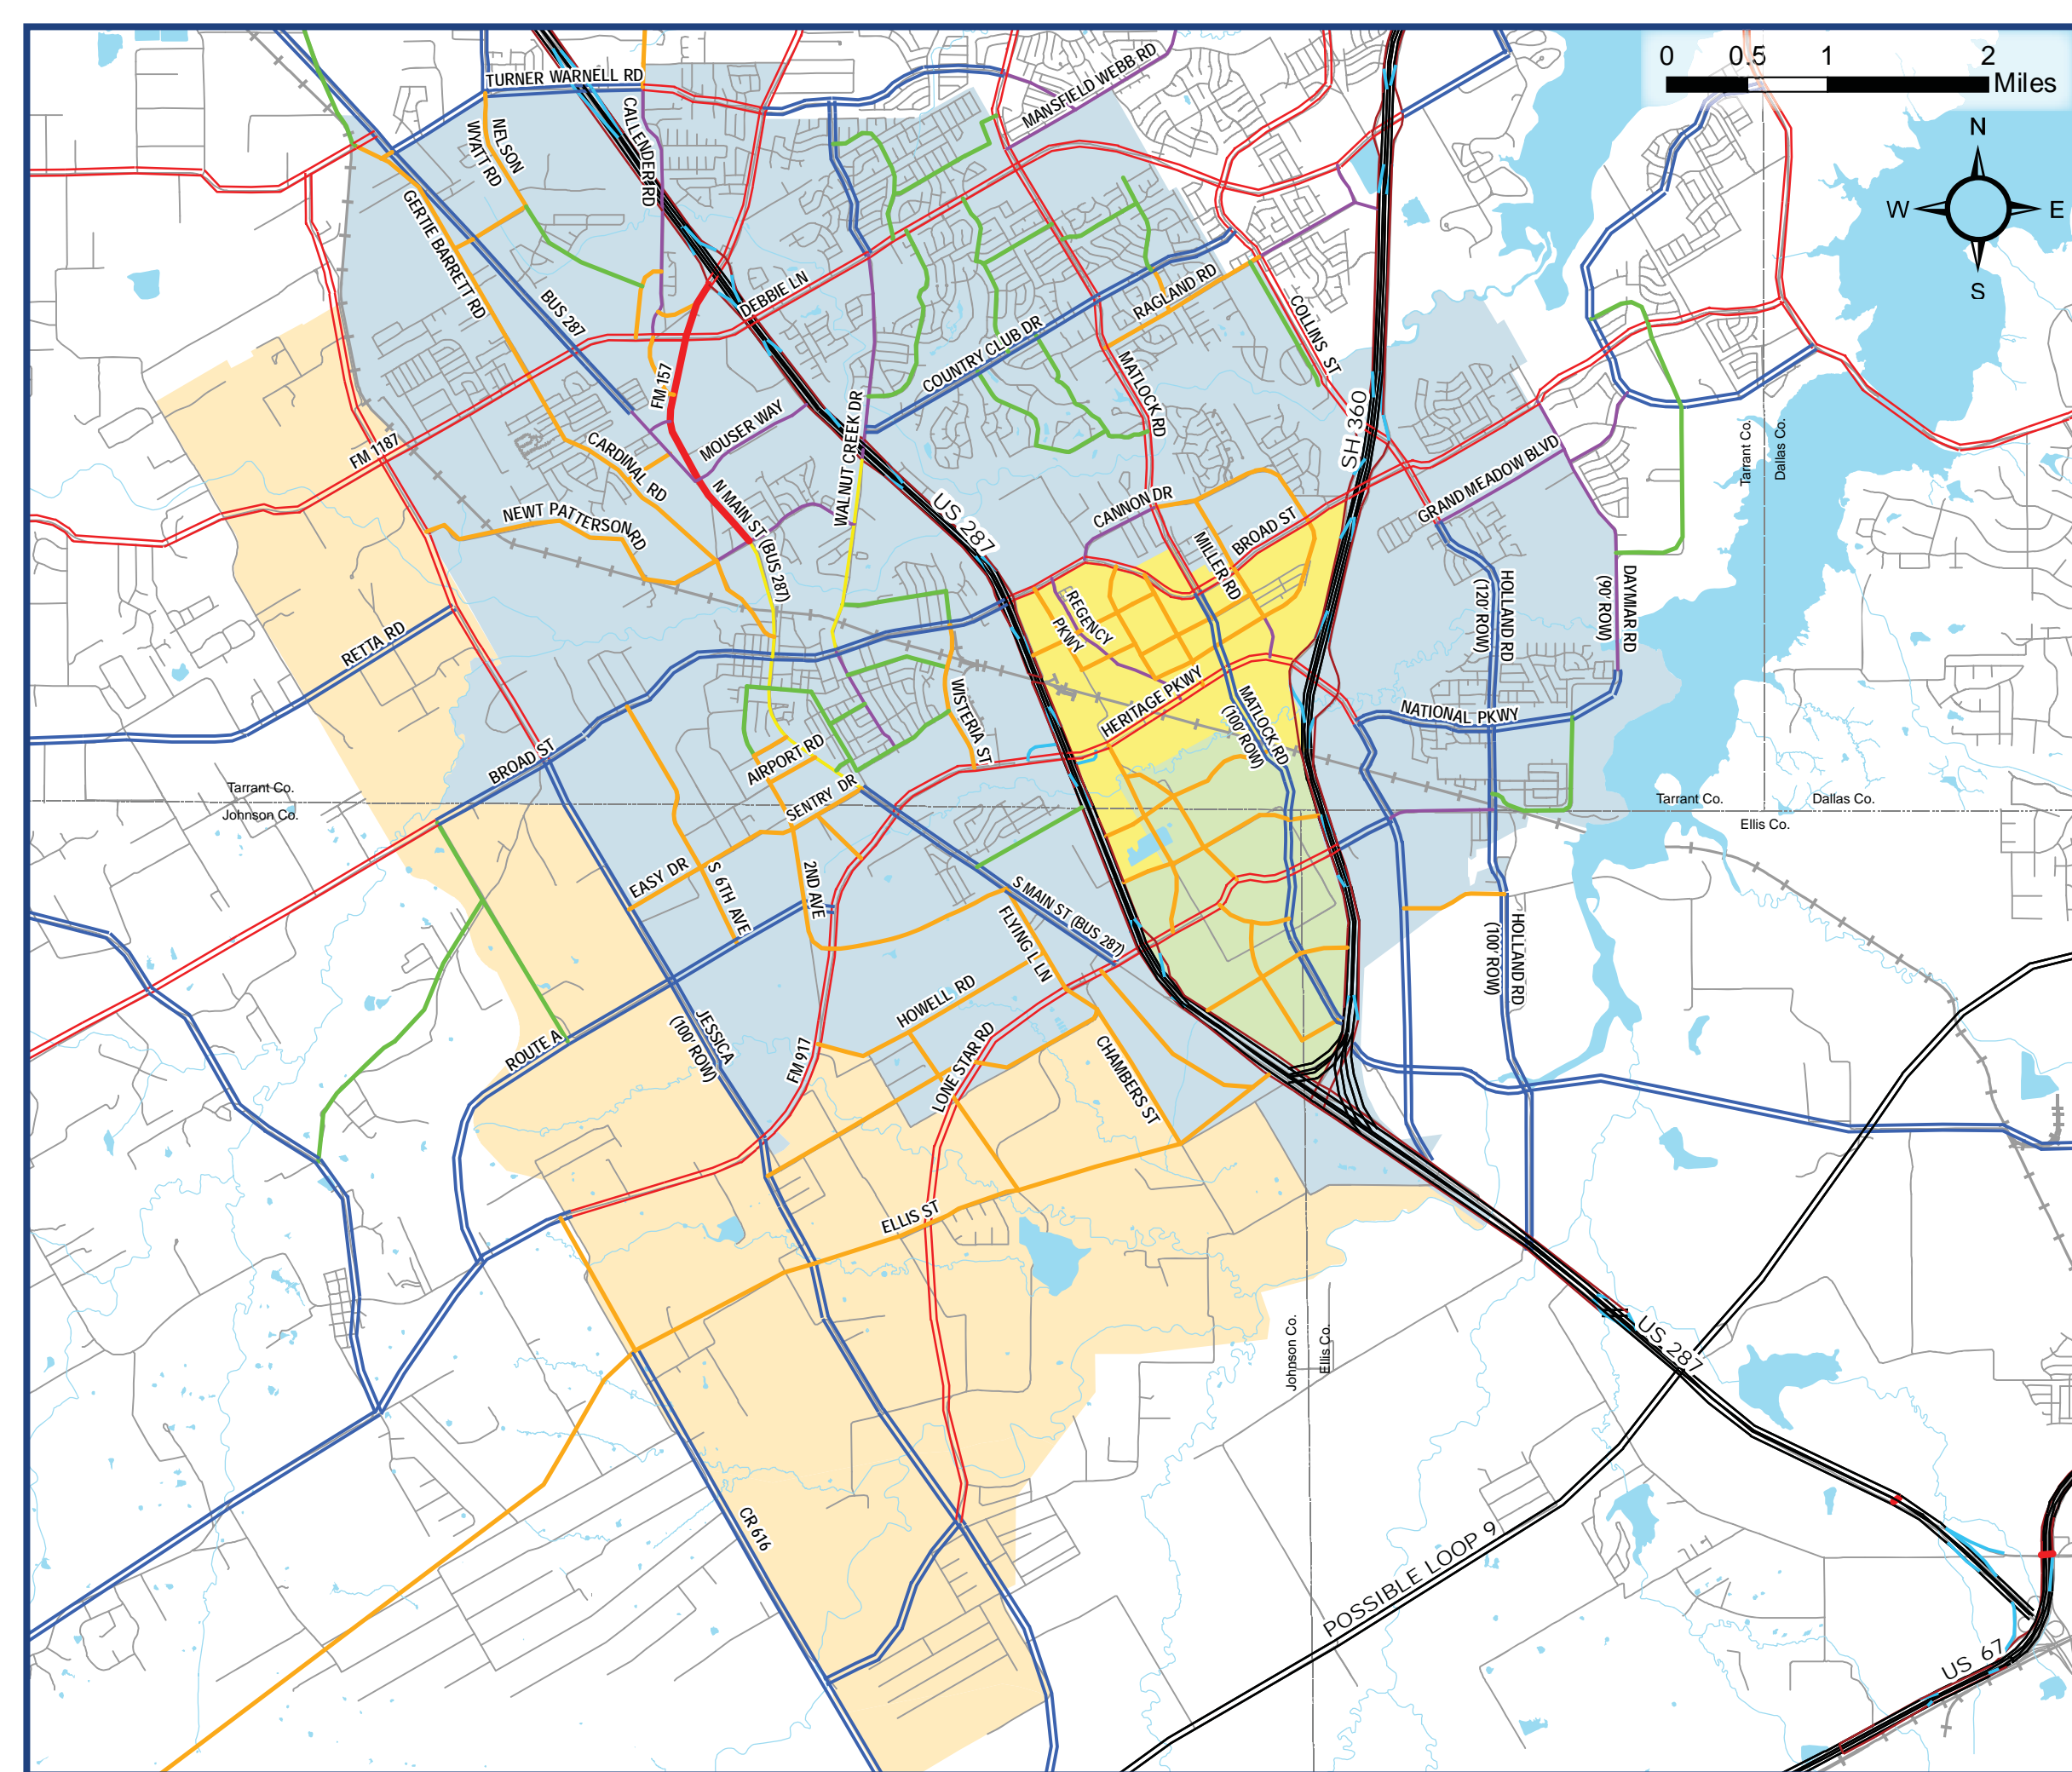 0 0.5 1 2
Miles
N
W E
S
TURNER WARNELL RD
MANSFIELD WEBB RD
CALLENDER RD
NELSON
WYATT RD
GERTIE BARRETT RD
BUS 287
DEBBIE LN
RAGLAND RD
COLLINS ST
COUNTRY CLUB DR
MATLOCK RD
FM 157
MOUSER WAY
WALNUT CREEK DR
SH 360
Tarrant Co.
Dallas Co.
FM 1187
CARDINAL RD
GRAND MEADOW BLVD
NEWT PATTERSON RD
N MAIN ST (BUS 287)
US 287
CANNON DR
BROAD ST
MILLER RD
REGENCY
PKWY
HOLLAND RD
(120' ROW)
DAYMIAR RD
(90' ROW)
RETTA RD
WISTERIA ST
HERITAGE PKWY
MATLOCK RD
(100' ROW)
NATIONAL PKWY
BROAD ST
AIRPORT RD
SENTRY DR
Tarrant Co.
Johnson Co.
Tarrant Co.
Dallas Co.
Ellis Co.
EASY DR
S 6TH AVE
2ND AVE
S MAIN ST (BUS 287)
FLYING L LN
HOLLAND RD
(100' ROW)
HOWELL RD
ROUTE A
JESSICA
(100' ROW)
FM 917
LONE STAR RD
CHAMBERS ST
ELLIS ST
Johnson Co.
Ellis Co.
US 287
CR 616
POSSIBLE LOOP 9
US 67